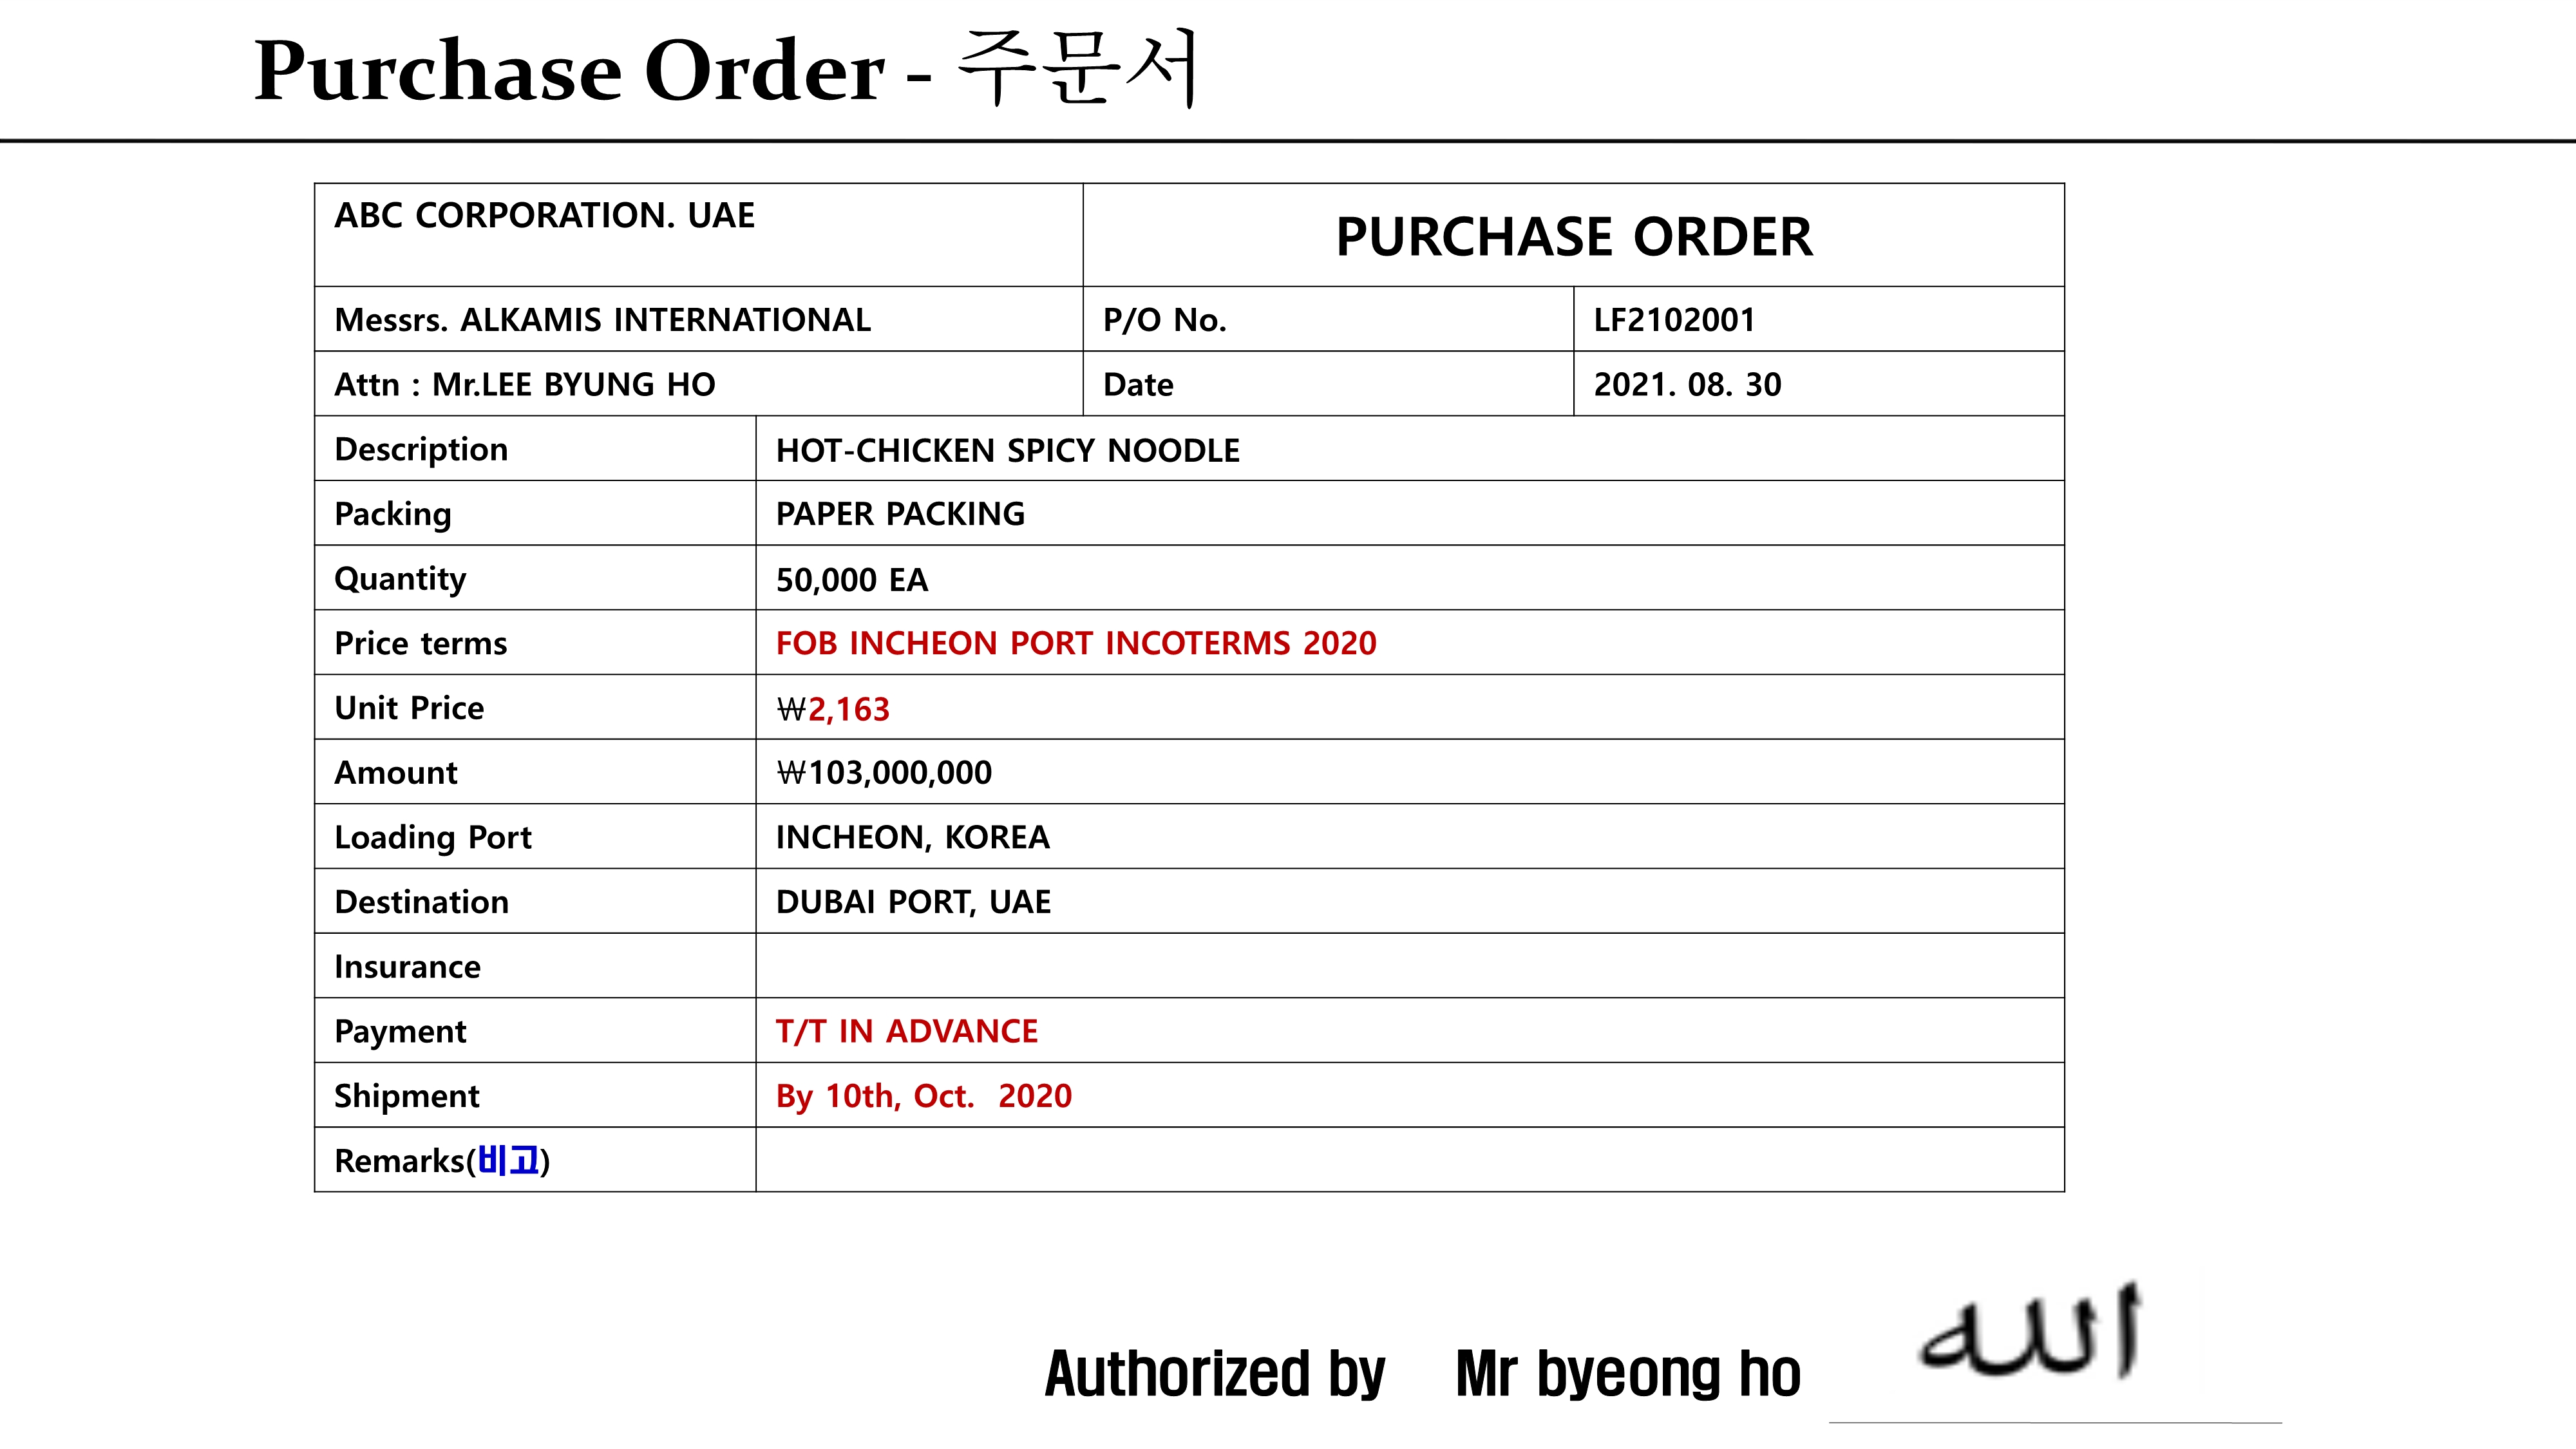 Purchase Order - 주문서
ABC CORPORATION. UAE
PURCHASE ORDER
Messrs. ALKAMIS INTERNATIONAL
P/O No.
LF2102001
Attn : Mr.LEE BYUNG HO
Date
2021. 08. 30
Description
HOT-CHICKEN SPICY NOODLE
Packing
PAPER PACKING
Quantity
50,000 EA
Price terms
FOB INCHEON PORT INCOTERMS 2020
Unit Price
₩2,163
Amount
₩103,000,000
Loading Port
INCHEON, KOREA
Destination
DUBAI PORT, UAE
Insurance
Payment
T/T IN ADVANCE
Shipment
By 10th, Oct.  2020
Remarks(비고)
Authorized by    Mr byeong ho
الله